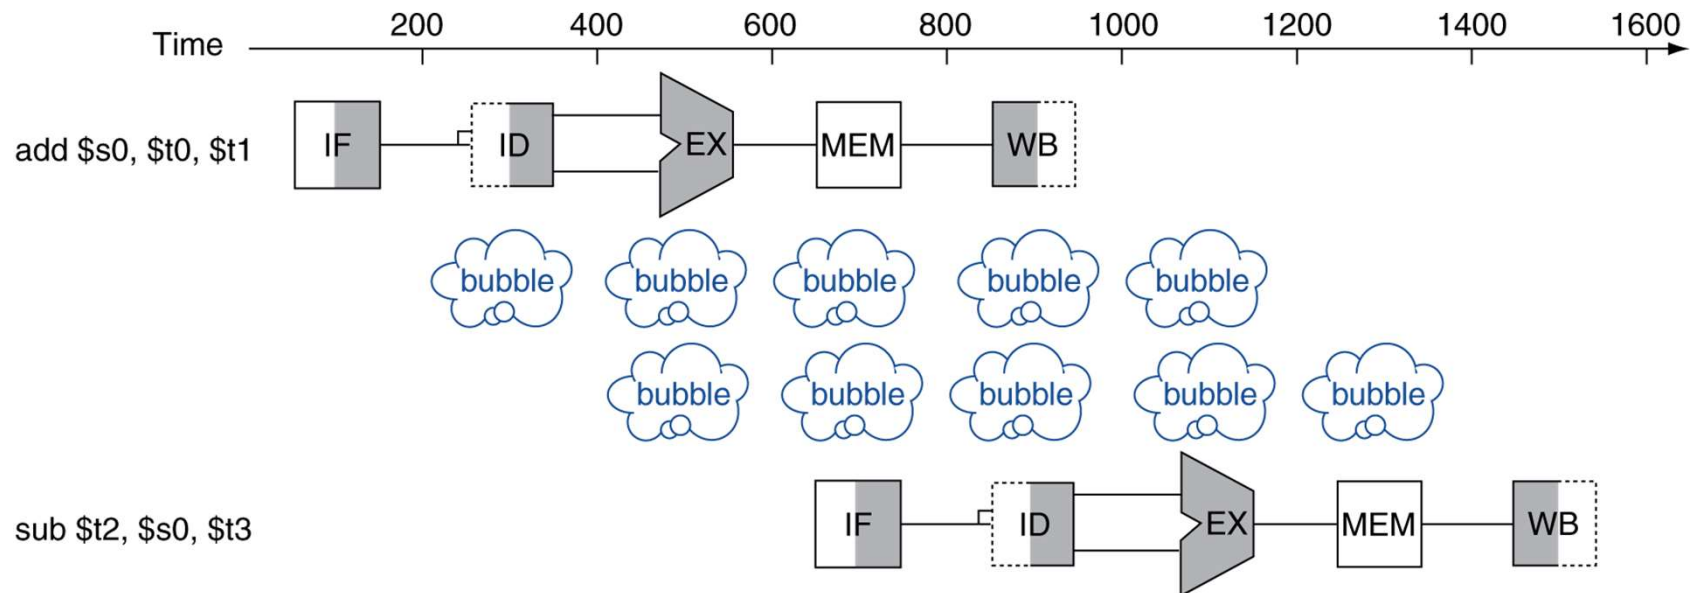 200 400 600 800 1000 1200 1400 1600
Time
add $s0, $t0, $t1 IF ID EX MEM WB
bubble bubble bubble bubble bubble
bubble bubble bubble bubble bubble
sub $t2, $s0, $t3 IF ID EX MEM WB